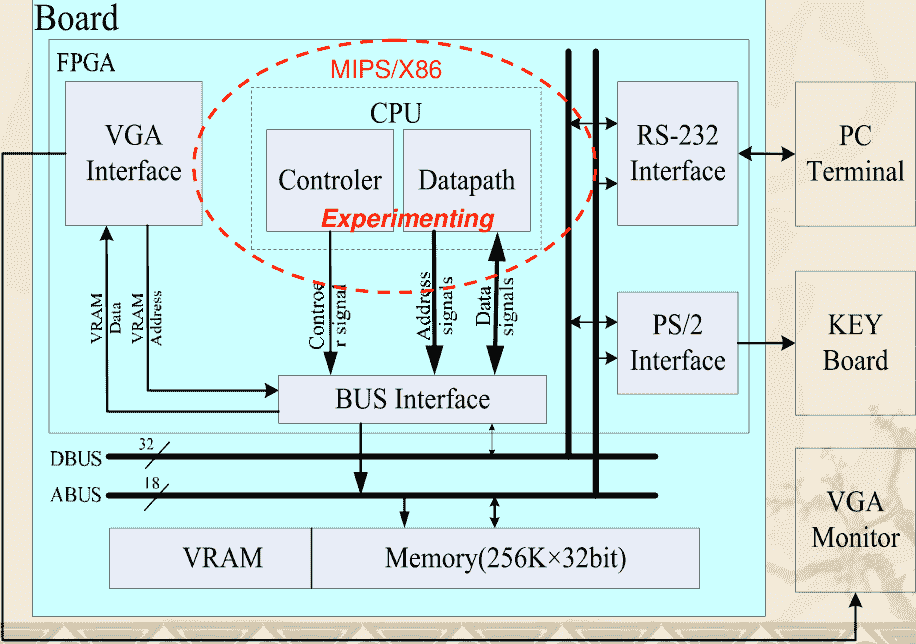 Board
FPGA
MIPS/X86
CPU
VGA
Interface
Controler
Datapath
Experimenting
RS-232
Interface
PC
Terminal
VRAM
Data
VRAM
Address
Controe
r signal
Address
signals
Data
signals
PS/2
Interface
KEY
Board
BUS Interface
DBUS
32
ABUS
18
VGA
Monitor
VRAM
Memory(256K×32bit)